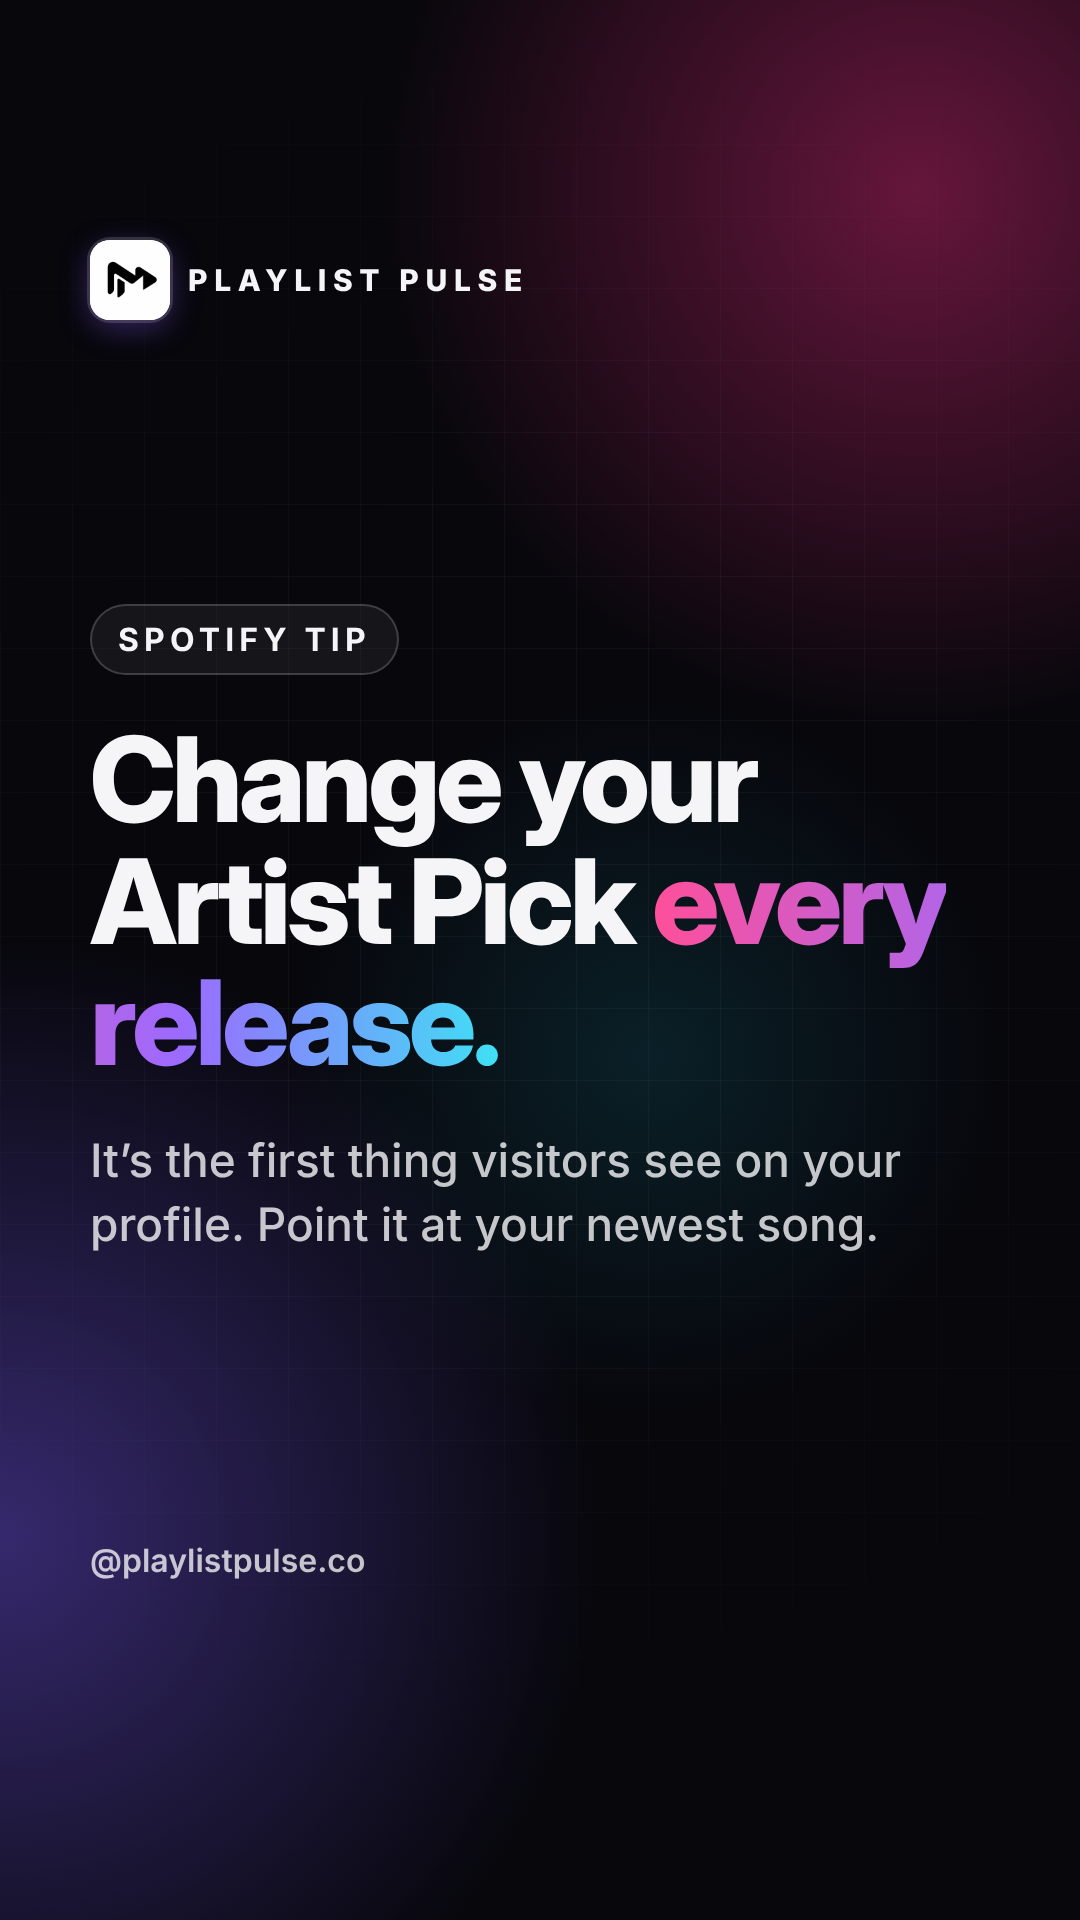 PLAYLIST PULSE
SPOTIFY TIP
Change your
Artist Pick every
release.
It’s the first thing visitors see on your
profile. Point it at your newest song.
@playlistpulse.co